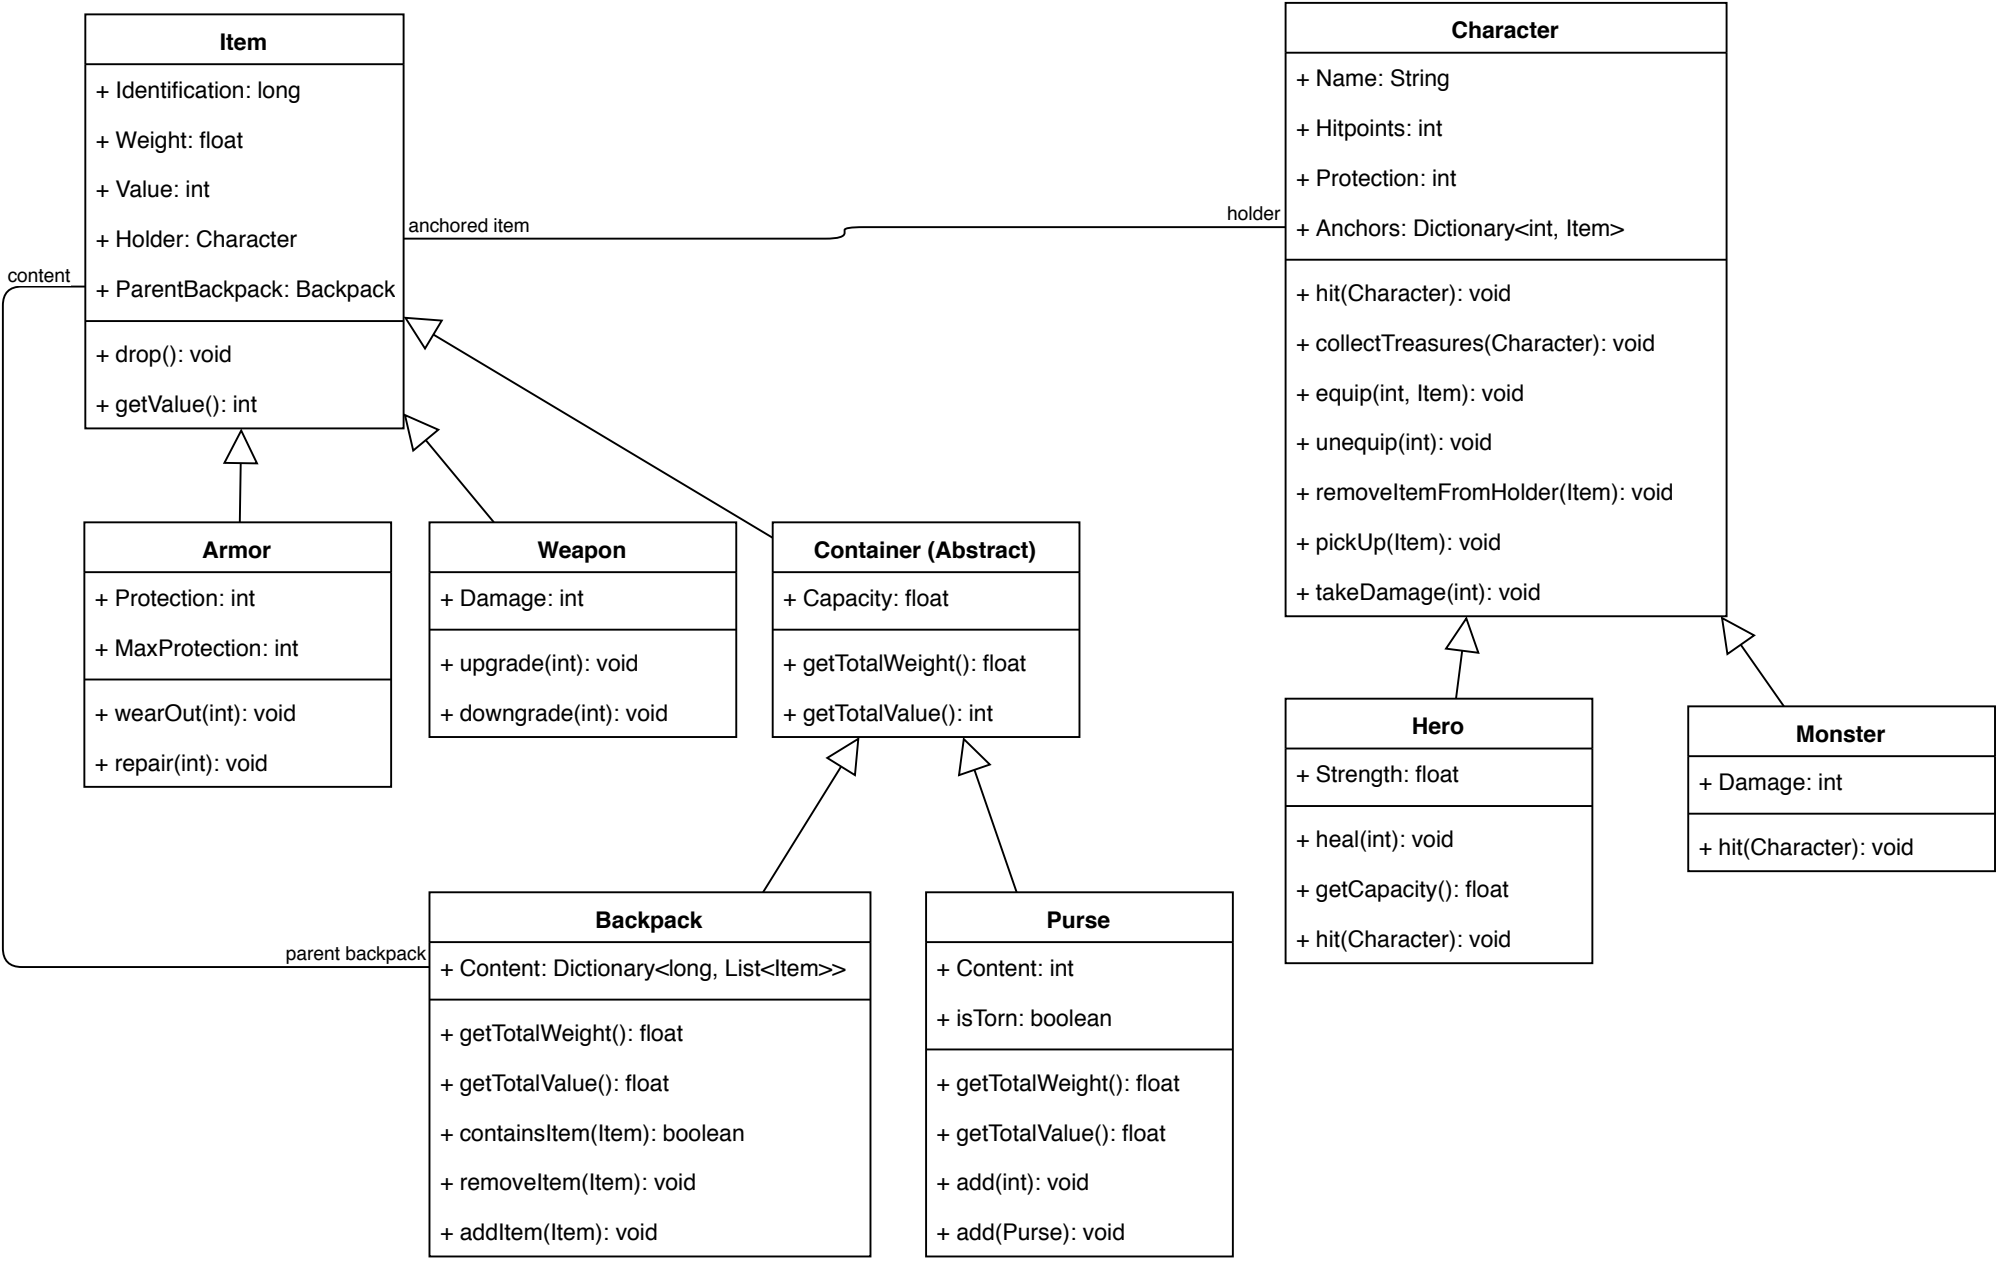 Item
+ Identification: long
+ Weight: float
+ Value: int
+ Holder: Character
+ ParentBackpack: Backpack
+ drop(): void
+ getValue(): int
Character
+ Name: String
+ Hitpoints: int
+ Protection: int
+ Anchors: Dictionary<int, Item>
+ hit(Character): void
+ collectTreasures(Character): void
+ equip(int, Item): void
+ unequip(int): void
+ removeItemFromHolder(Item): void
+ pickUp(Item): void
+ takeDamage(int): void
anchored item
holder
content
parent backpack
Armor
+ Protection: int
+ MaxProtection: int
+ wearOut(int): void
+ repair(int): void
Weapon
+ Damage: int
+ upgrade(int): void
+ downgrade(int): void
Container (Abstract)
+ Capacity: float
+ getTotalWeight(): float
+ getTotalValue(): int
Hero
+ Strength: float
+ heal(int): void
+ getCapacity(): float
+ hit(Character): void
Monster
+ Damage: int
+ hit(Character): void
Backpack
+ Content: Dictionary<long, List<Item>>
+ getTotalWeight(): float
+ getTotalValue(): float
+ containsItem(Item): boolean
+ removeItem(Item): void
+ addItem(Item): void
Purse
+ Content: int
+ isTorn: boolean
+ getTotalWeight(): float
+ getTotalValue(): float
+ add(int): void
+ add(Purse): void